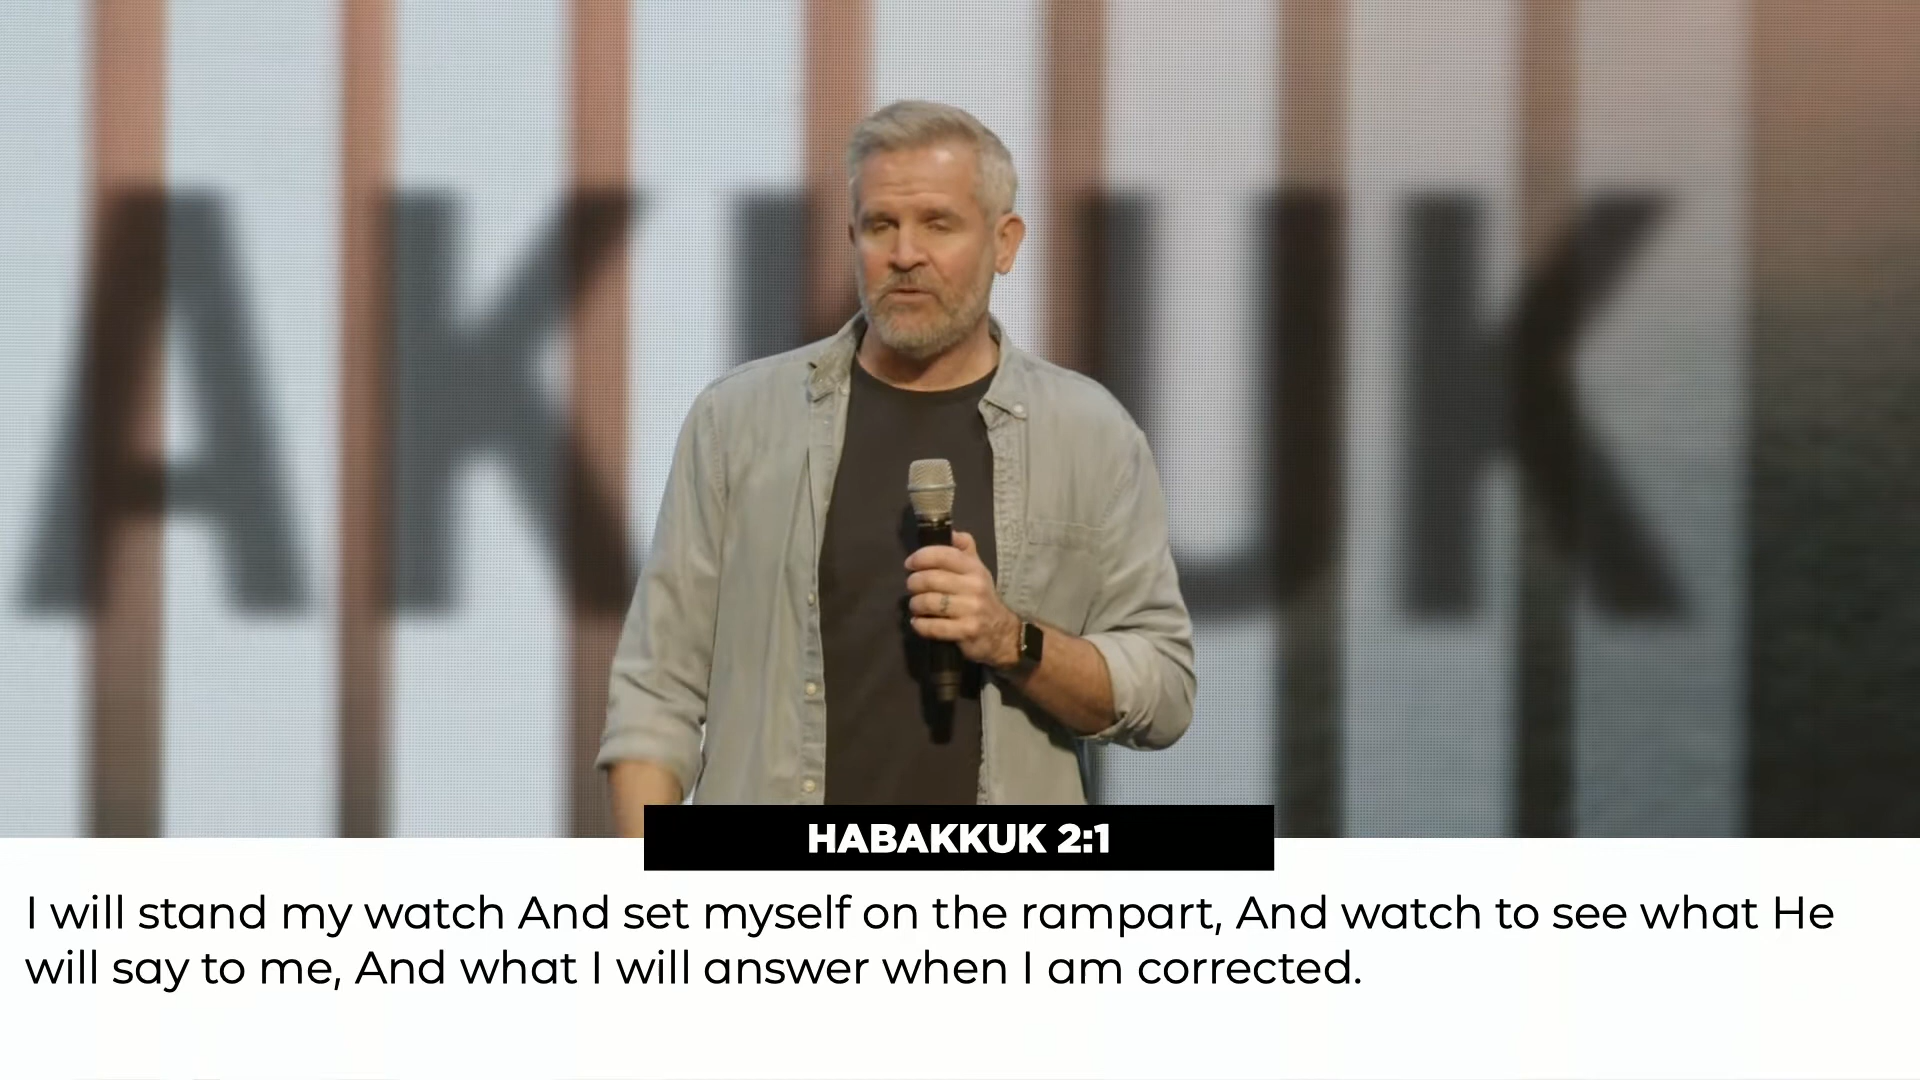 AKKUK
HABAKKUK 2:1
I will stand my watch And set myself on the rampart, And watch to see what He
will say to me, And what I will answer when I am corrected.